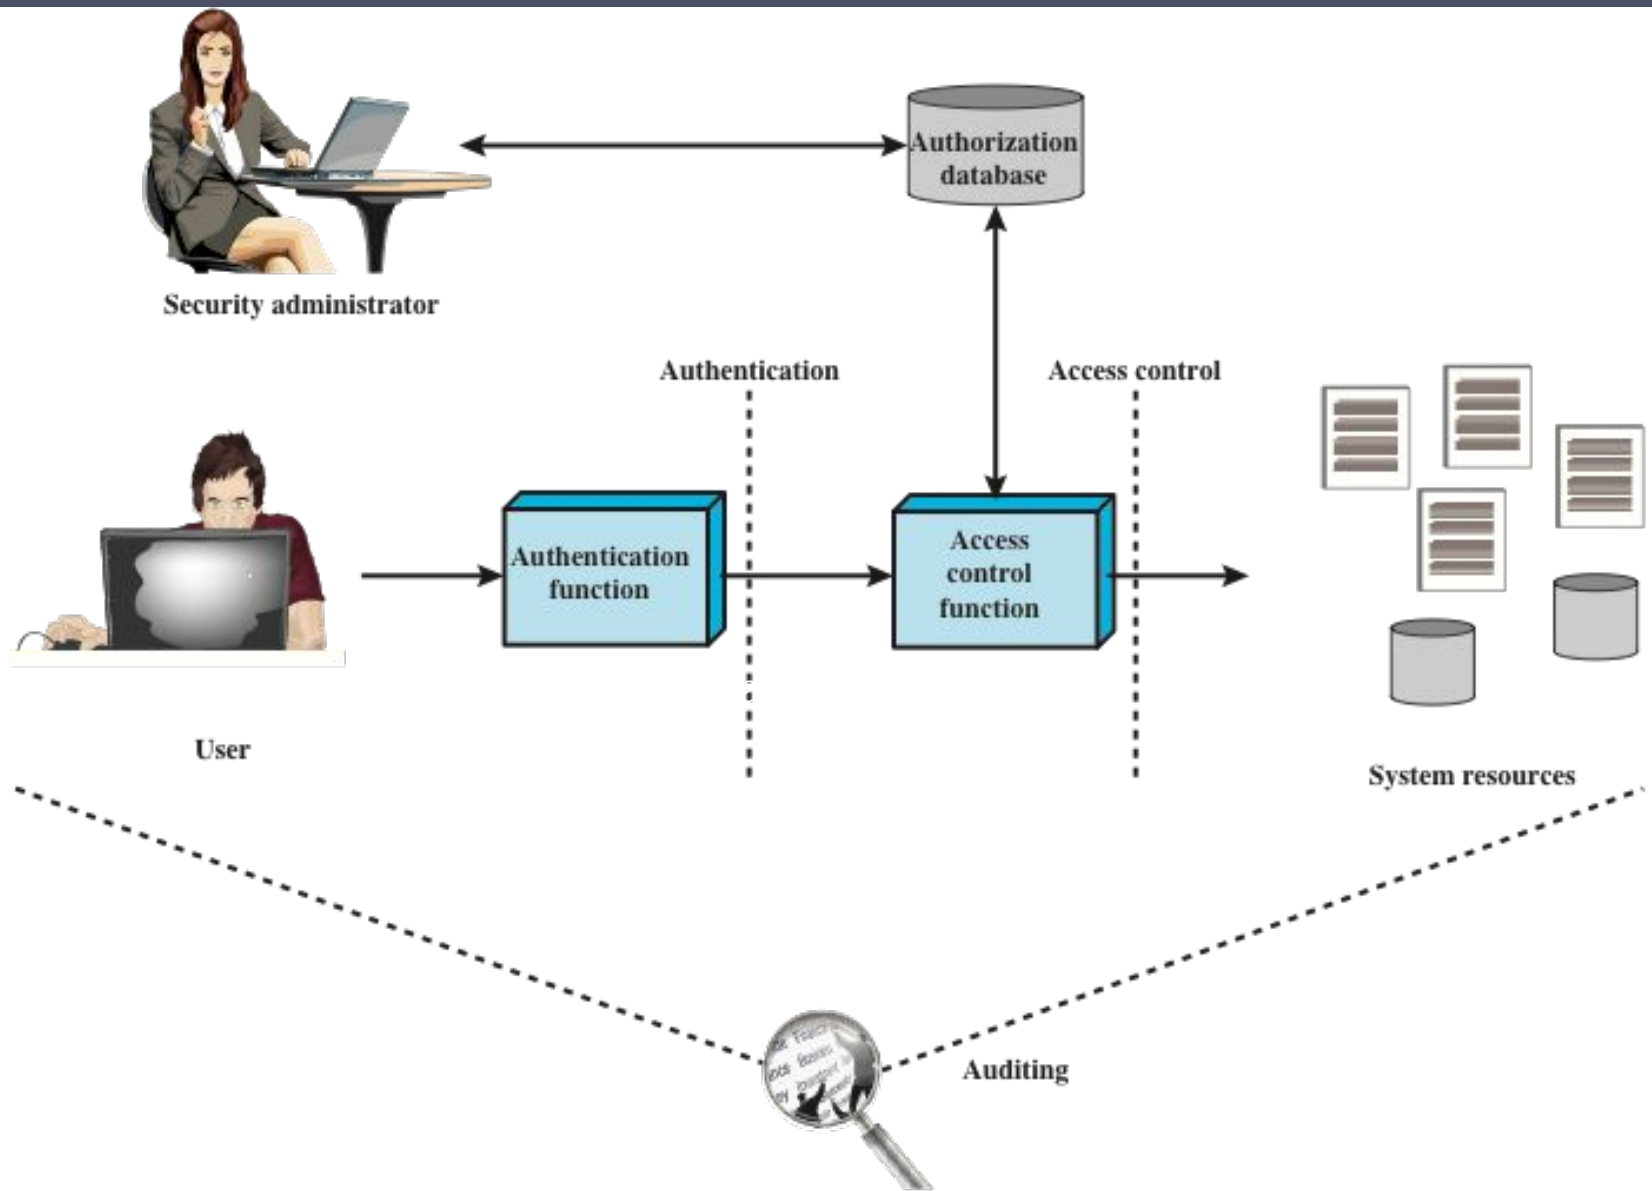 Authorization
database
Security administrator
Authentication
Access control
Authentication
function
Access
control
function
User
System resources
Auditing